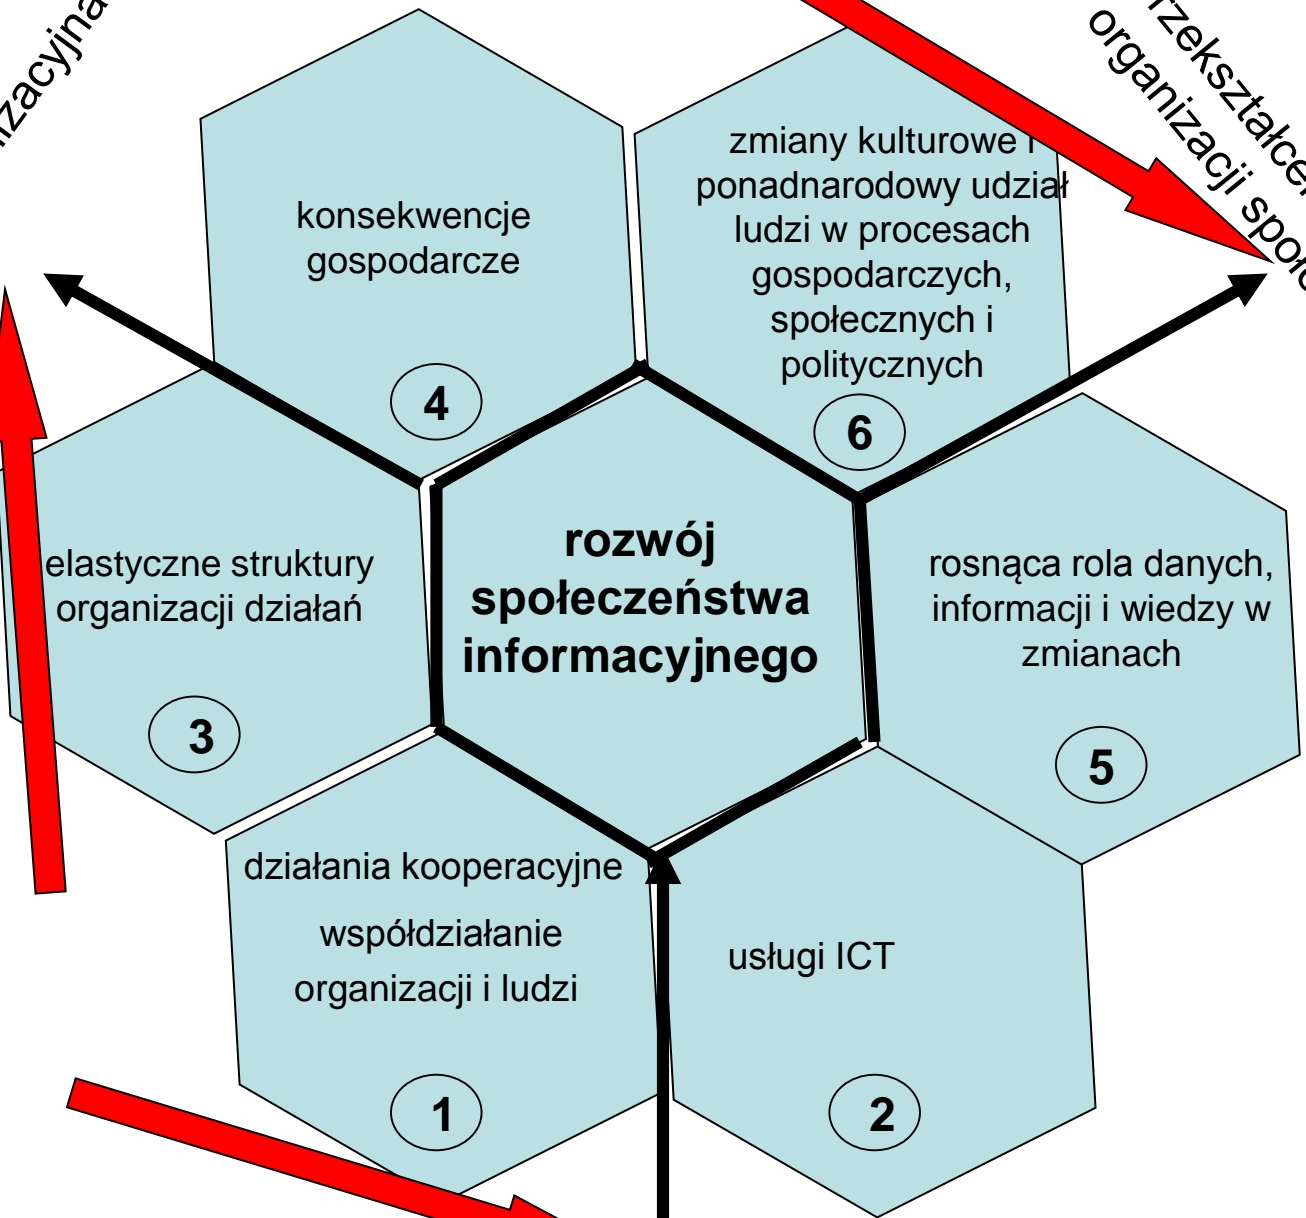 konsekwencje
gospodarcze
4
zmiany kulturowe i
ponadnarodowy udział
ludzi w procesach
gospodarczych,
społecznych i
politycznych
6
organizacji
elastyczne struktury
organizacji działań
3
rozwój
społeczeństwa
informacyjnego
rosnąca rola danych,
informacji i wiedzy w
zmianach
5
działania kooperacyjne
współdziałanie
organizacji i ludzi
1
usługi ICT
2